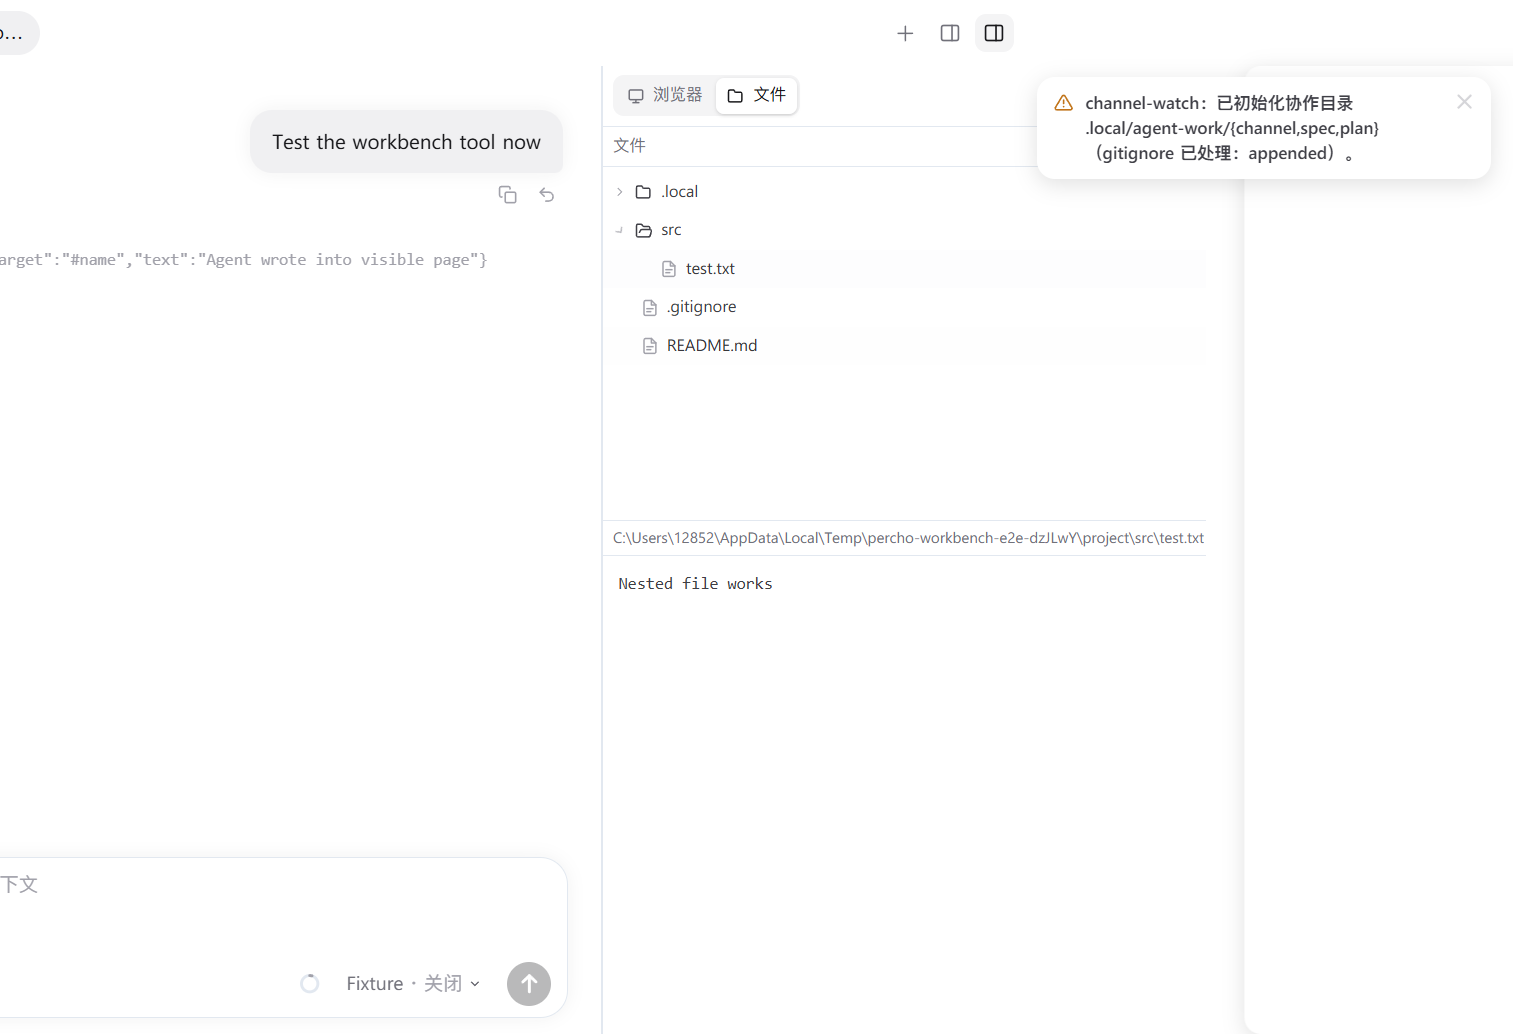 o...
Test the workbench tool now
arget":"#name","text":"Agent wrote into visible page"}
下文
Fixture · 关闭
浏览器
文件
文件
.local
src
test.txt
.gitignore
README.md
C:\Users\12852\AppData\Local\Temp\percho-workbench-e2e-dzJLwY\project\src\test.txt
Nested file works
channel-watch：已初始化协作目录
.local/agent-work/{channel,spec,plan}
（gitignore 已处理：appended）。